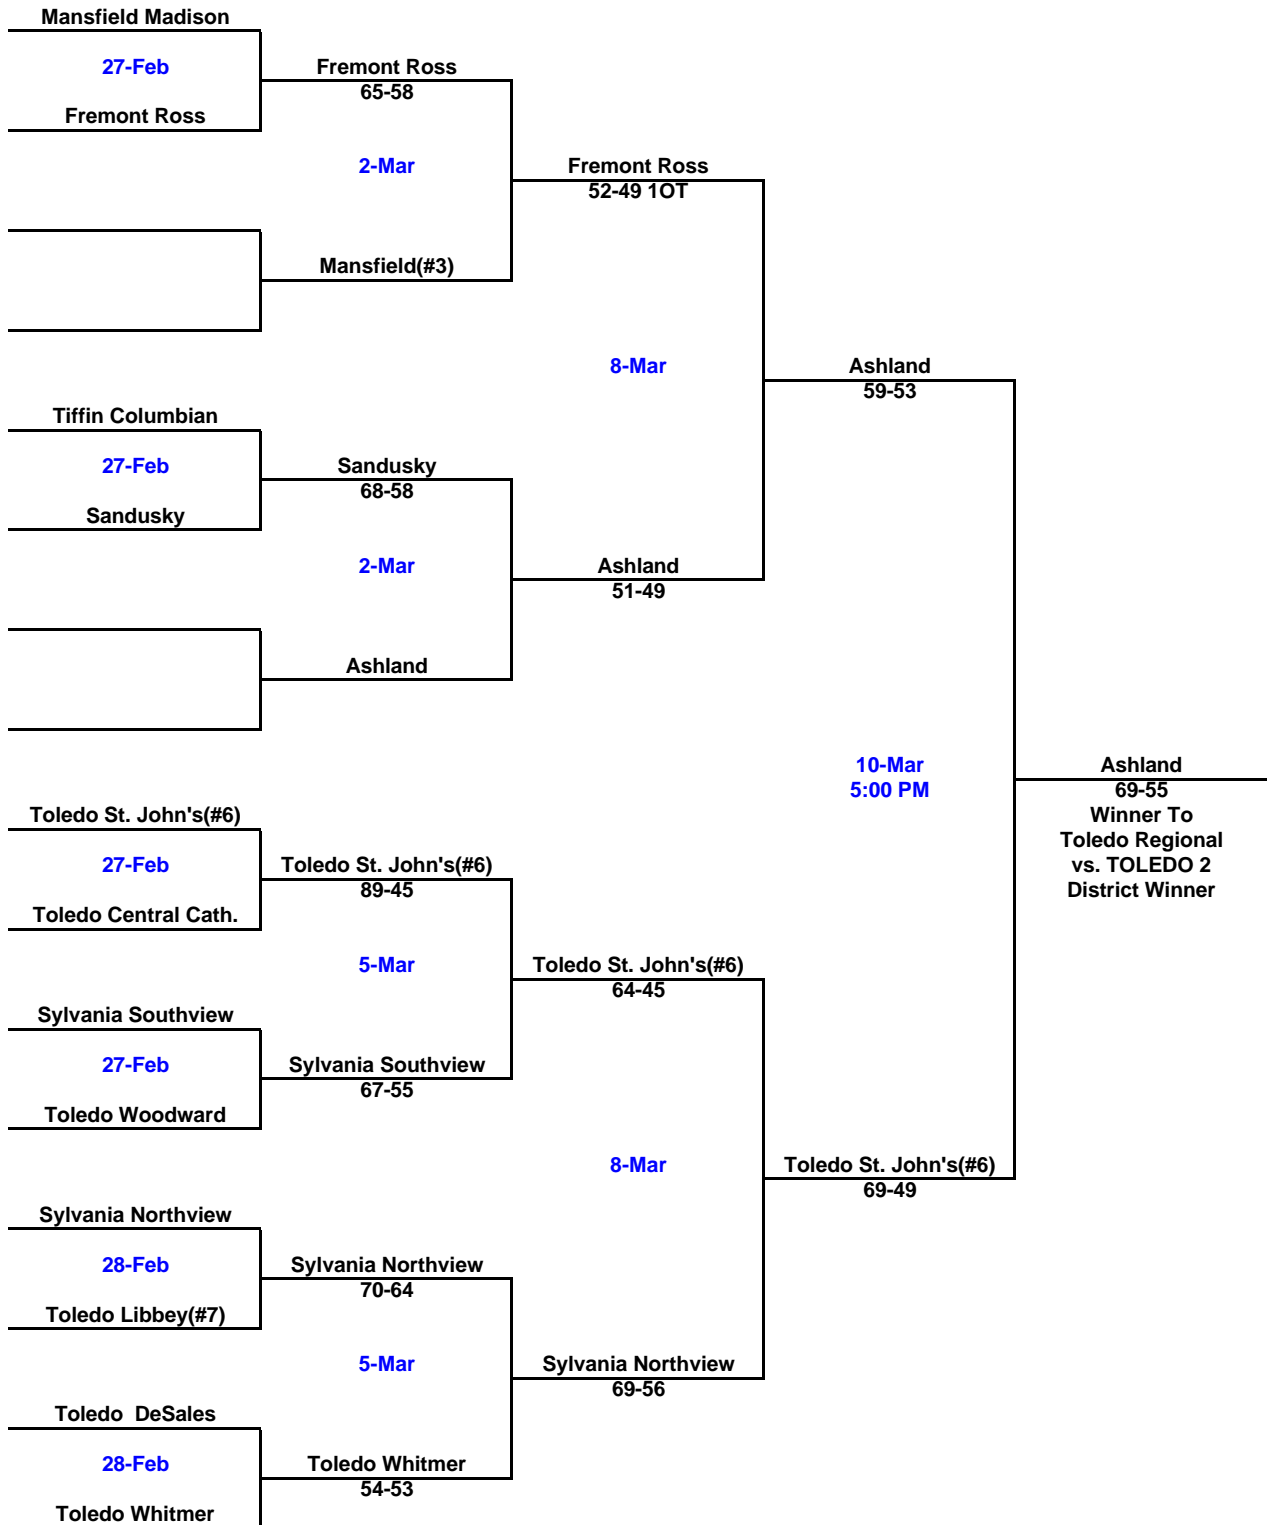 Mansfield Madison
27-Feb
Fremont Ross
65-58
Fremont Ross
2-Mar
Fremont Ross
52-49 1OT
Mansfield(#3)
8-Mar
Ashland
59-53
Tiffin Columbian
27-Feb
Sandusky
68-58
Sandusky
2-Mar
Ashland
51-49
Ashland
10-Mar
5:00 PM
Ashland
69-55
Winner To
Toledo Regional
vs. TOLEDO 2
District Winner
Toledo St. John's(#6)
27-Feb
Toledo St. John's(#6)
89-45
Toledo Central Cath.
5-Mar
Toledo St. John's(#6)
64-45
Sylvania Southview
27-Feb
Sylvania Southview
67-55
Toledo Woodward
8-Mar
Toledo St. John's(#6)
69-49
Sylvania Northview
28-Feb
Sylvania Northview
70-64
Toledo Libbey(#7)
5-Mar
Sylvania Northview
69-56
Toledo  DeSales
28-Feb
Toledo Whitmer
54-53
Toledo Whitmer